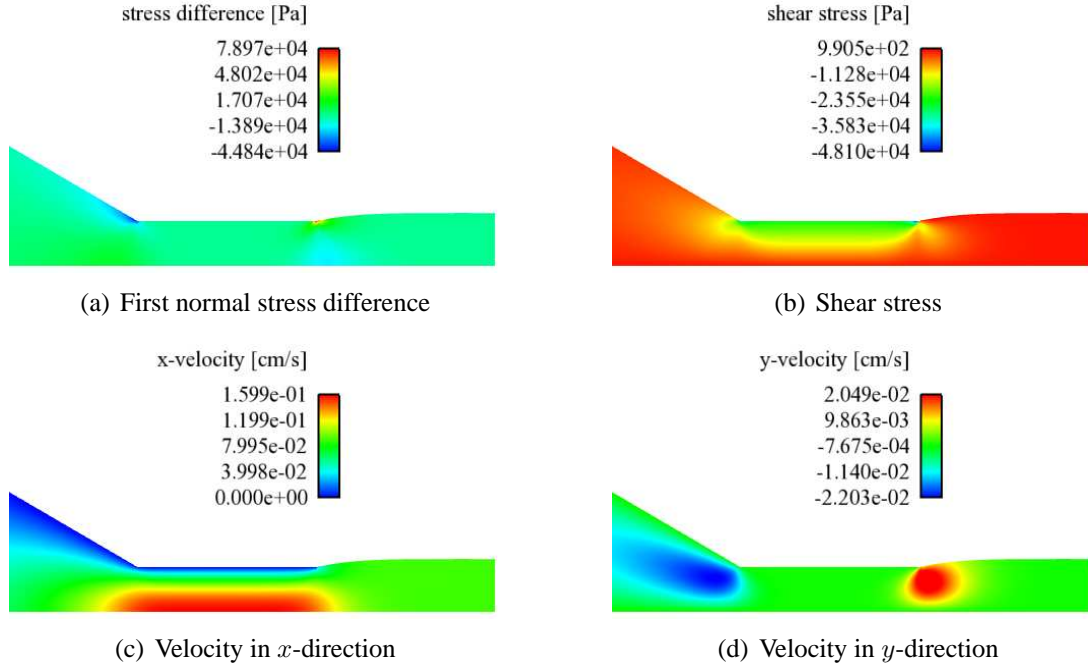 stress difference [Pa]
7.897e+04
4.802e+04
1.707e+04
-1.389e+04
-4.484e+04
(a) First normal stress difference
shear stress [Pa]
9.905e+02
-1.128e+04
-2.355e+04
-3.583e+04
-4.810e+04
(b) Shear stress
x-velocity [cm/s]
1.599e-01
1.199e-01
7.995e-02
3.998e-02
0.000e+00
(c) Velocity in x-direction
y-velocity [cm/s]
2.049e-02
9.863e-03
-7.675e-04
-1.140e-02
-2.203e-02
(d) Velocity in y-direction